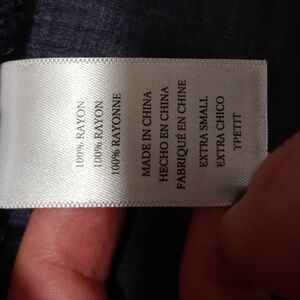 100% RAYON
100% RAYON
100% RAYONNE
MADE IN CHINA
HECHO EN CHINA
FABRIQUÉ EN CHINE
EXTRA SMALL
EXTRA CHICO
TPETIT